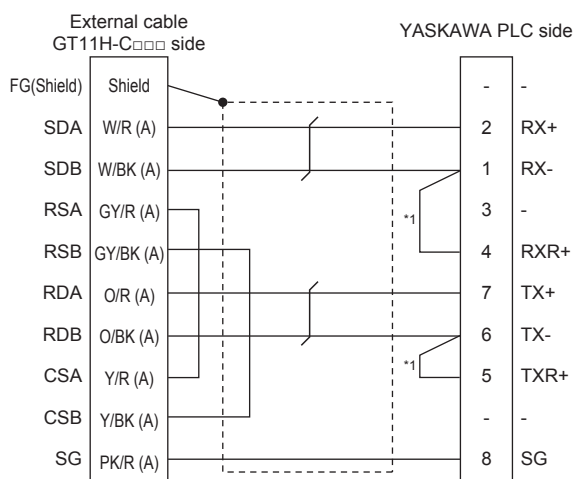 External cable
GT11H-C□□□ side
YASKAWA PLC side
FG(Shield) Shield - -
SDA W/R (A) 2 RX+
SDB W/BK (A) 1 RX-
RSA GY/R (A) *1 3 -
RSB GY/BK (A) 4 RXR+
RDA O/R (A) 7 TX+
RDB O/BK (A) 6 TX-
CSA Y/R (A) *1 5 TXR+
CSB Y/BK (A) - -
SG PK/R (A) 8 SG